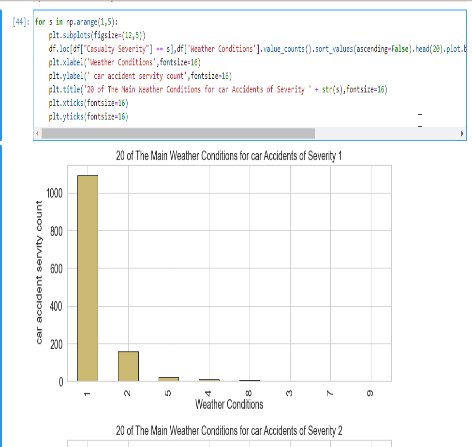 [44]: for s in np.arange(1,5):
plt.subplots(figsize=(12,5))
df.loc[df["Casualty Severity"] == s],df['Weather Conditions'].value_counts().sort_values(ascending=False).head(20).plot.b
plt.xlabel('Weather Conditions',fontsize=16)
plt.ylabel(' car accident servity count',fontsize=16)
plt.title('20 of The Main Weather Conditions for car Accidents of Severity ' + str(s),fontsize=16)
plt.xticks(fontsize=16)
plt.yticks(fontsize=16)
20 of The Main Weather Conditions for car Accidents of Severity 1
car accident servity count
1000
800
600
400
200
0
1 2 5 4 8 3 7 9
Weather Conditions
20 of The Main Weather Conditions for car Accidents of Severity 2